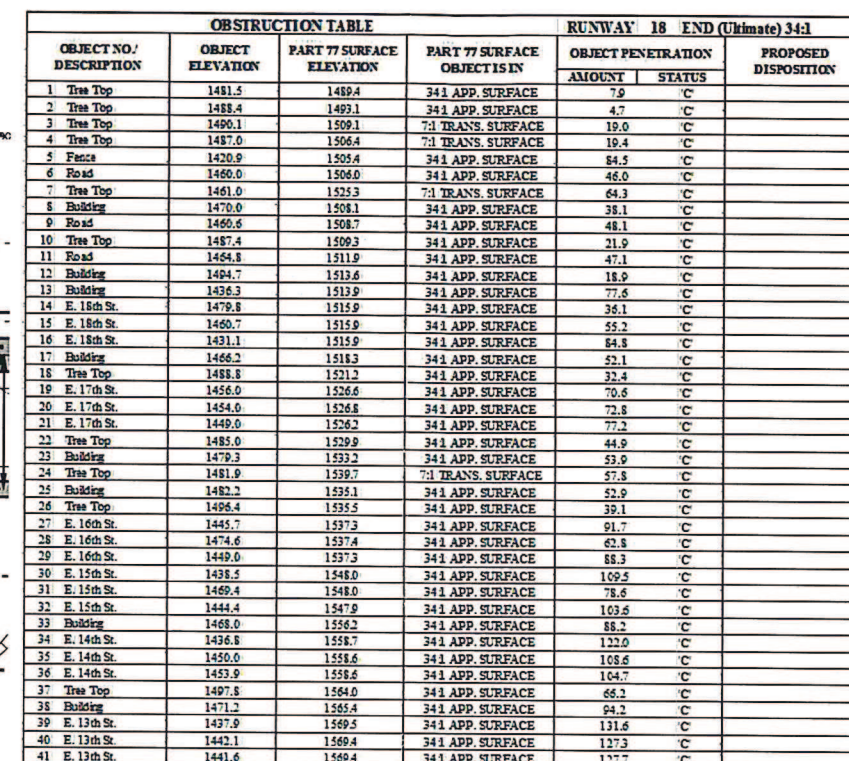 OBSTRUCTION TABLE RUNWAY 18 END (Ultimate) 34:1
OBJECT NO./ DESCRIPTION OBJECT ELEVATION PART 77 SURFACE ELEVATION PART 77 SURFACE OBJECT IS IN OBJECT PENETRATION PROPOSED DISPOSITION
AMOUNT STATUS
1 Tree Top 1481.5 1489.4 34:1 APP. SURFACE 7.9 'C'
2 Tree Top 1488.4 1493.1 34:1 APP. SURFACE 4.7 'C'
3 Tree Top 1490.1 1509.1 7:1 TRANS. SURFACE 19.0 'C'
4 Tree Top 1487.0 1506.4 7:1 TRANS. SURFACE 19.4 'C'
5 Fence 1420.9 1505.4 34:1 APP. SURFACE 84.5 'C'
6 Road 1460.0 1506.0 34:1 APP. SURFACE 46.0 'C'
7 Tree Top 1461.0 1525.3 7:1 TRANS. SURFACE 64.3 'C'
8 Building 1470.0 1508.1 34:1 APP. SURFACE 38.1 'C'
9 Road 1460.6 1508.7 34:1 APP. SURFACE 48.1 'C'
10 Tree Top 1487.4 1509.3 34:1 APP. SURFACE 21.9 'C'
11 Road 1464.8 1511.9 34:1 APP. SURFACE 47.1 'C'
12 Building 1494.7 1513.6 34:1 APP. SURFACE 18.9 'C'
13 Building 1436.3 1513.9 34:1 APP. SURFACE 77.6 'C'
14 E. 18th St. 1479.8 1515.9 34:1 APP. SURFACE 36.1 'C'
15 E. 18th St. 1460.7 1515.9 34:1 APP. SURFACE 55.2 'C'
16 E. 18th St. 1431.1 1515.9 34:1 APP. SURFACE 84.8 'C'
17 Building 1466.2 1518.3 34:1 APP. SURFACE 52.1 'C'
18 Tree Top 1488.8 1521.2 34:1 APP. SURFACE 32.4 'C'
19 E. 17th St. 1456.0 1526.6 34:1 APP. SURFACE 70.6 'C'
20 E. 17th St. 1454.0 1526.8 34:1 APP. SURFACE 72.8 'C'
21 E. 17th St. 1449.0 1526.2 34:1 APP. SURFACE 77.2 'C'
22 Tree Top 1485.0 1529.9 34:1 APP. SURFACE 44.9 'C'
23 Building 1479.3 1533.2 34:1 APP. SURFACE 53.9 'C'
24 Tree Top 1481.9 1539.7 7:1 TRANS. SURFACE 57.8 'C'
25 Building 1482.2 1535.1 34:1 APP. SURFACE 52.9 'C'
26 Tree Top 1496.4 1535.5 34:1 APP. SURFACE 39.1 'C'
27 E. 16th St. 1445.7 1537.3 34:1 APP. SURFACE 91.7 'C'
28 E. 16th St. 1474.6 1537.4 34:1 APP. SURFACE 62.8 'C'
29 E. 16th St. 1449.0 1537.3 34:1 APP. SURFACE 88.3 'C'
30 E. 15th St. 1438.5 1548.0 34:1 APP. SURFACE 109.5 'C'
31 E. 15th St. 1469.4 1548.0 34:1 APP. SURFACE 78.6 'C'
32 E. 15th St. 1444.4 1547.9 34:1 APP. SURFACE 103.6 'C'
33 Building 1468.0 1556.2 34:1 APP. SURFACE 88.2 'C'
34 E. 14th St. 1436.8 1558.7 34:1 APP. SURFACE 122.0 'C'
35 E. 14th St. 1450.0 1558.6 34:1 APP. SURFACE 108.6 'C'
36 E. 14th St. 1453.9 1558.6 34:1 APP. SURFACE 104.7 'C'
37 Tree Top 1497.8 1564.0 34:1 APP. SURFACE 66.2 'C'
38 Building 1471.2 1565.4 34:1 APP. SURFACE 94.2 'C'
39 E. 13th St. 1437.9 1569.5 34:1 APP. SURFACE 131.6 'C'
40 E. 13th St. 1442.1 1569.4 34:1 APP. SURFACE 127.3 'C'
41 E. 13th St. 1441.6 1569.4 34:1 APP. SURFACE 127.7 'C'